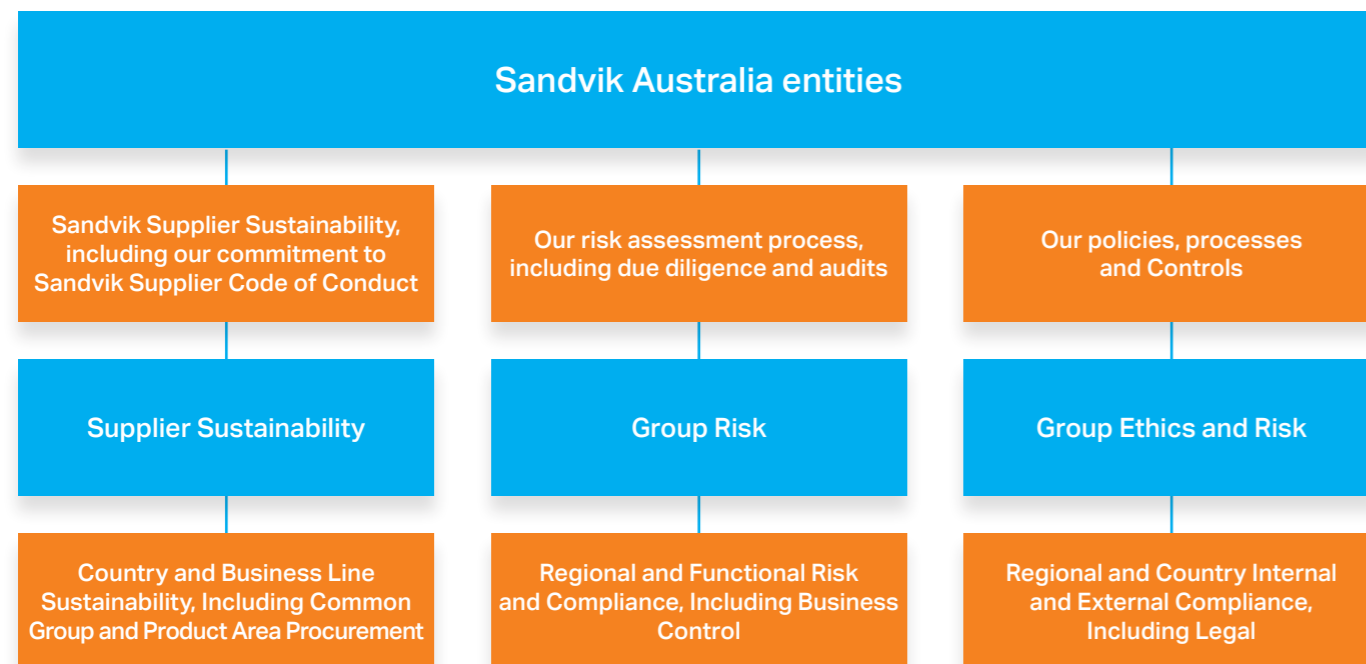 Sandvik Australia entities
Sandvik Supplier Sustainability,
including our commitment to
Sandvik Supplier Code of Conduct
Our risk assessment process,
including due diligence and audits
Our policies, processes
and Controls
Supplier Sustainability
Group Risk
Group Ethics and Risk
Country and Business Line
Sustainability, Including Common
Group and Product Area Procurement
Regional and Functional Risk
and Compliance, Including Business
Control
Regional and Country Internal
and External Compliance,
Including Legal